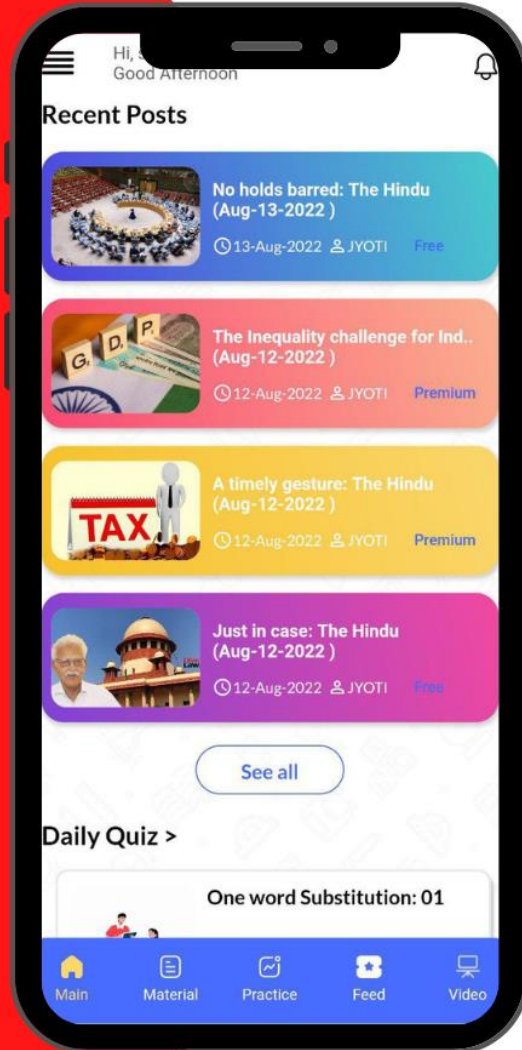 Hi,
Good Afternoon
Recent Posts
No holds barred: The Hindu
(Aug-13-2022 )
13-Aug-2022 JYOTI Free
G D P
The Inequality challenge for Ind..
(Aug-12-2022 )
12-Aug-2022 JYOTI Premium
TAX
A timely gesture: The Hindu
(Aug-12-2022 )
12-Aug-2022 JYOTI Premium
Just in case: The Hindu
(Aug-12-2022 )
12-Aug-2022 JYOTI Free
See all
Daily Quiz >
One word Substitution: 01
Main Material Practice Feed Video